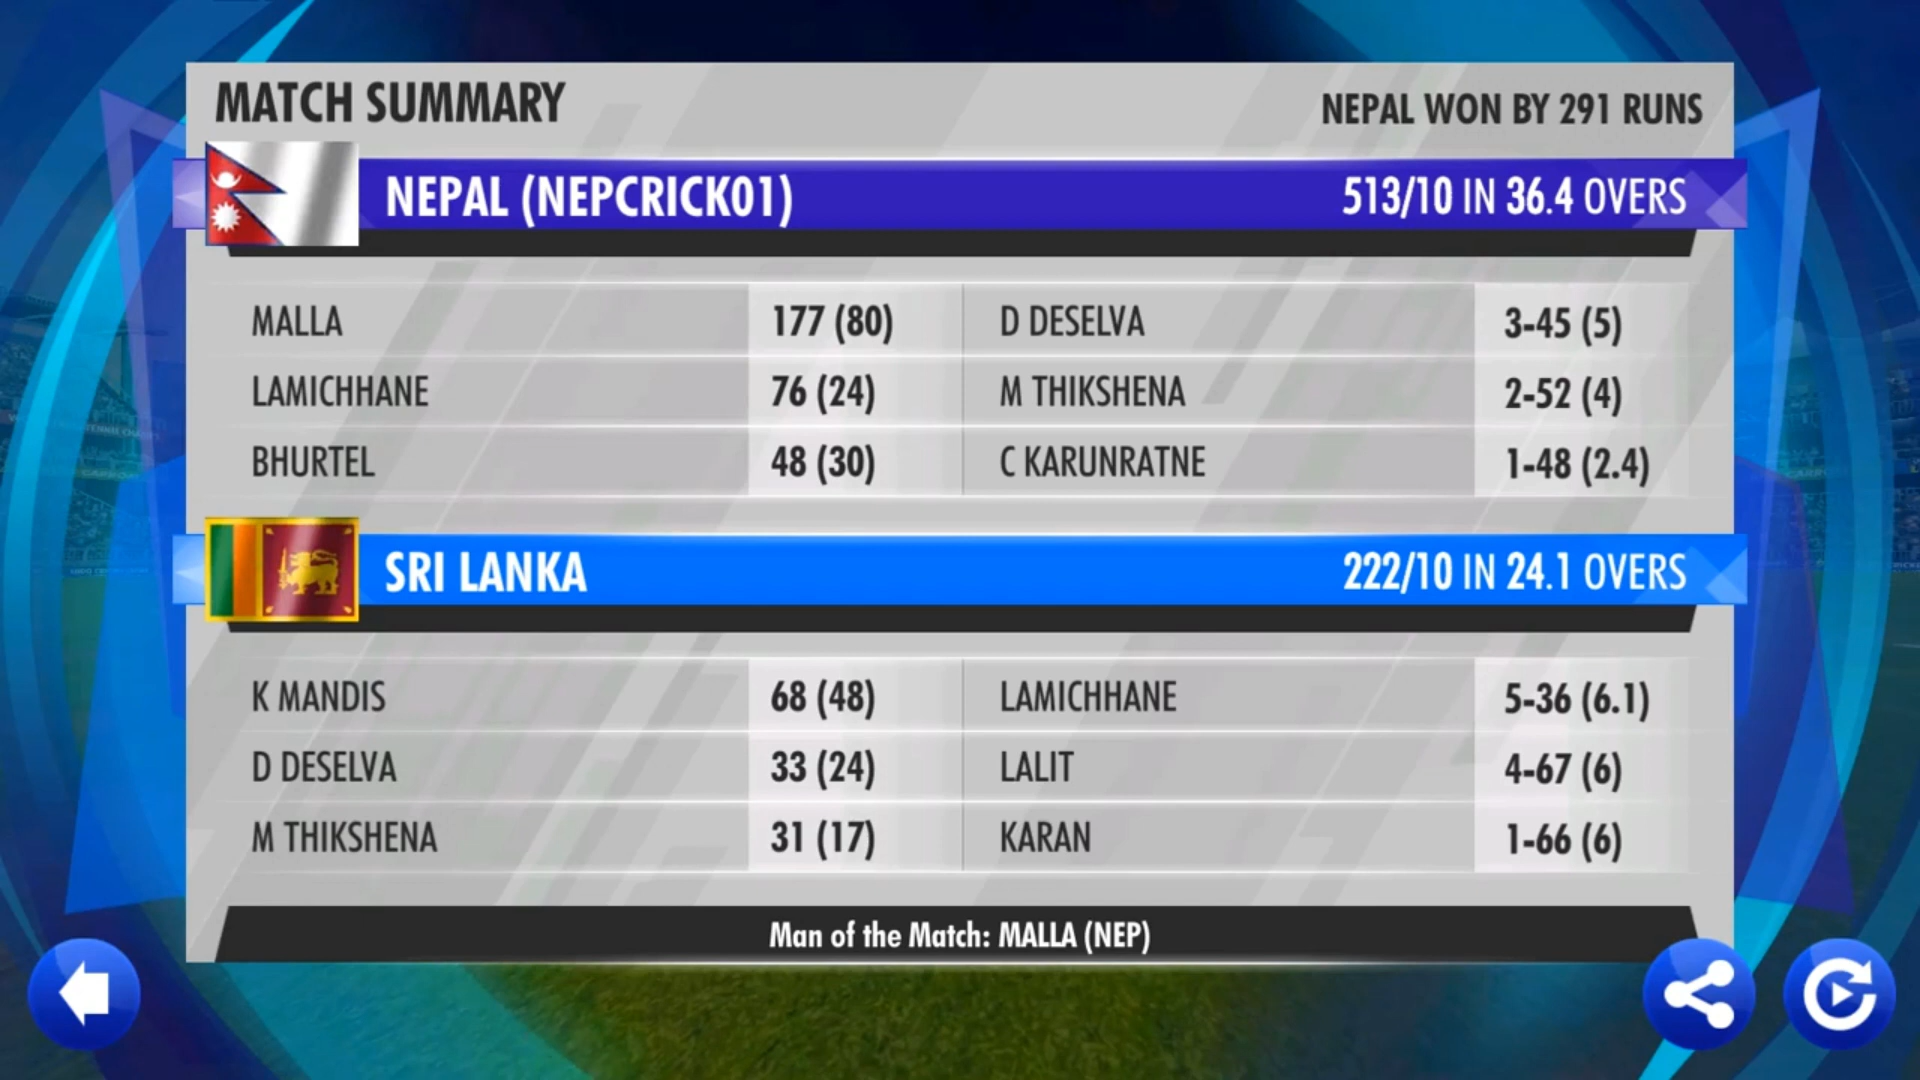 MATCH SUMMARY
NEPAL WON BY 291 RUNS
NEPAL (NEPCRICK01)
513/10 IN 36.4 OVERS
MALLA 177 (80) D DESELVA 3-45 (5)
LAMICHHANE 76 (24) M THIKSHENA 2-52 (4)
BHURTEL 48 (30) C KARUNRATNE 1-48 (2.4)
SRI LANKA
222/10 IN 24.1 OVERS
K MANDIS 68 (48) LAMICHHANE 5-36 (6.1)
D DESELVA 33 (24) LALIT 4-67 (6)
M THIKSHENA 31 (17) KARAN 1-66 (6)
Man of the Match: MALLA (NEP)